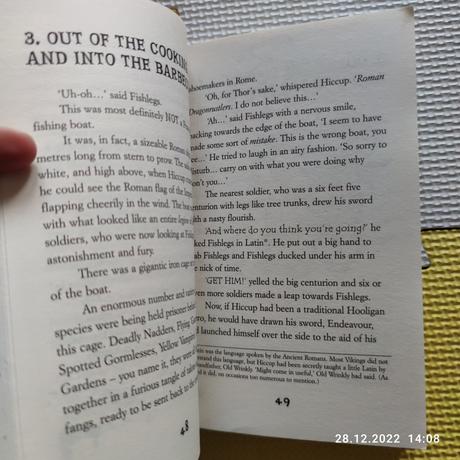 3. OUT OF THE COOKING
AND INTO THE BARBE
'Uh-oh...' said Fishlegs.
This was most definitely NOT a
fishing boat.
It was, in fact, a sizeable Roman
metres long from stern to prow. The
white, and high above, when Hiccup
he could see the Roman flag of the
flapping cheerily in the wind. The boat
with what looked like an entire
soldiers, who were now looking at
astonishment and fury.
There was a gigantic iron cage
of the boat.
An enormous number and
species were being held prisoner
this cage. Deadly Nadders, Flying
Spotted Gormlesses, Yellow Vampires
Gardens – you name it, they were
together in a furious tangle of
fangs, ready to be sent back to the
48
shoemakers in Rome.
'Oh, for Thor's sake,' whispered Hiccup. 'Roman
Dragonrustlers. I do not believe this...'
'Ah...' said Fishlegs with a nervous smile,
backing towards the edge of the boat, 'I seem to have
made some sort of mistake. This is the wrong boat, you
see...' He tried to laugh in an airy fashion. 'So sorry to
disturb... carry on with what you were doing why
don't you...'
The nearest soldier, who was a six feet five
centurion with legs like tree trunks, drew his sword
with a nasty flourish.
'And where do you think you're going?' he
asked Fishlegs in Latin*. He put out a big hand to
grab Fishlegs and Fishlegs ducked under his arm in
the nick of time.
'GET HIM!' yelled the big centurion and six or
seven more soldiers made a leap towards Fishlegs.
Now, if Hiccup had been a traditional Hooligan
Hero, he would have drawn his sword, Endeavour,
and launched himself over the side to the aid of his
Latin was the language spoken by the Ancient Romans. Most Vikings did not
understand this language, but Hiccup had been secretly taught a little Latin by
grandfather, Old Wrinkly. 'Might come in useful,' Old Wrinkly had said. (As
it did, on occasions too numerous to mention.)
49
28.12.2022 14:08